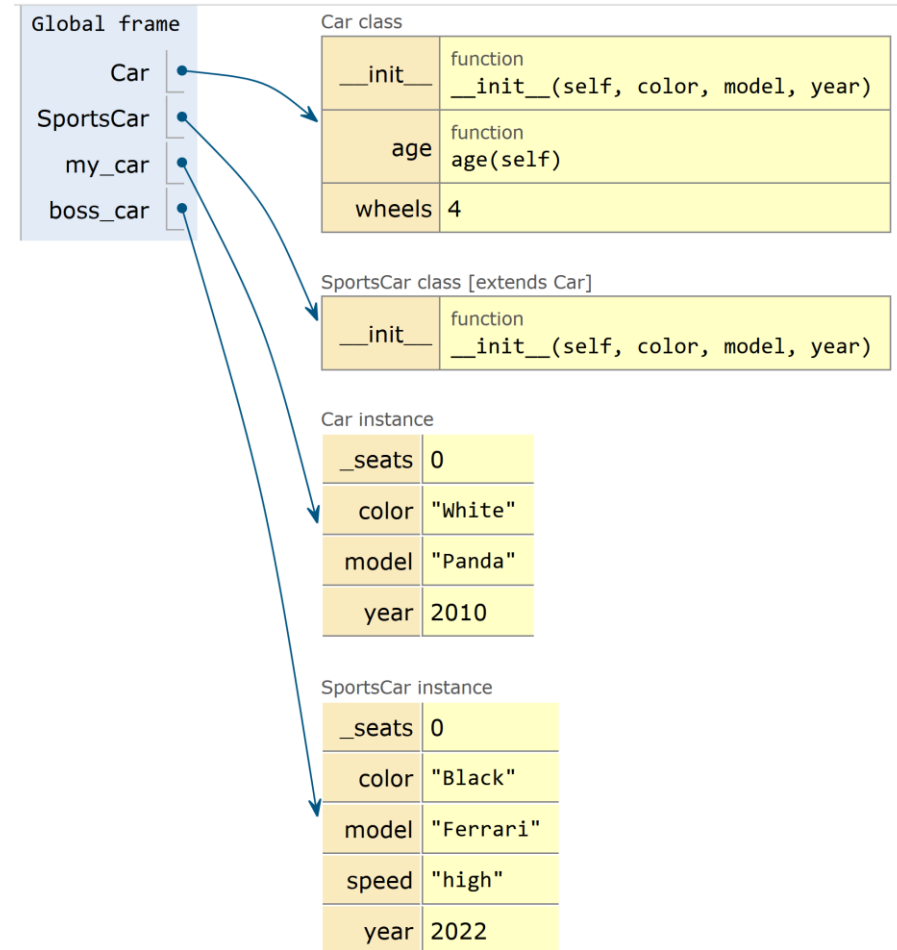 Global frame
Car
SportsCar
my_car
boss_car
Car class
__init__
function
__init__(self, color, model, year)
age
function
age(self)
wheels 4
SportsCar class [extends Car]
__init__
function
__init__(self, color, model, year)
Car instance
_seats 0
color "White"
model "Panda"
year 2010
SportsCar instance
_seats 0
color "Black"
model "Ferrari"
speed "high"
year 2022